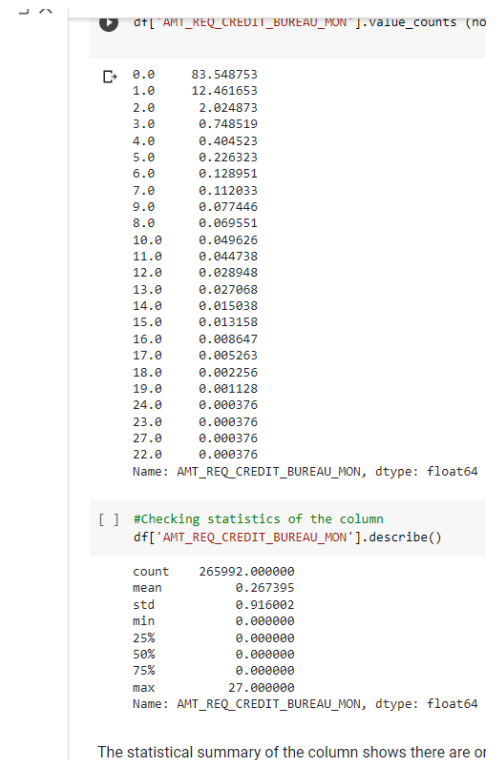 df['AMT_REQ_CREDIT_BUREAU_MON'].value_counts (no
0.0 83.548753
1.0 12.461653
2.0 2.024873
3.0 0.748519
4.0 0.404523
5.0 0.226323
6.0 0.128951
7.0 0.112033
9.0 0.077446
8.0 0.069551
10.0 0.049626
11.0 0.044738
12.0 0.028948
13.0 0.027068
14.0 0.015038
15.0 0.013158
16.0 0.008647
17.0 0.005263
18.0 0.002256
19.0 0.001128
24.0 0.000376
23.0 0.000376
27.0 0.000376
22.0 0.000376
Name: AMT_REQ_CREDIT_BUREAU_MON, dtype: float64
[ ] #Checking statistics of the column
df['AMT_REQ_CREDIT_BUREAU_MON'].describe()
count 265992.000000
mean 0.267395
std 0.916002
min 0.000000
25% 0.000000
50% 0.000000
75% 0.000000
max 27.000000
Name: AMT_REQ_CREDIT_BUREAU_MON, dtype: float64
The statistical summary of the column shows there are or